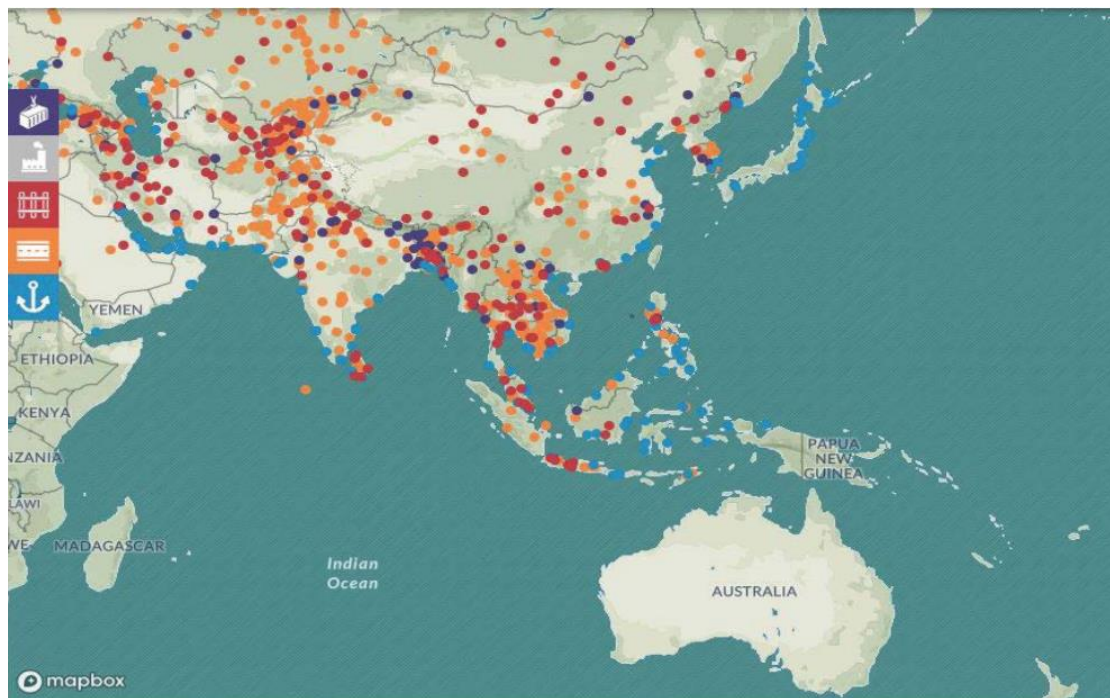 YEMEN
ETHIOPIA
KENYA
NZANIA
LAWI
WE
MADAGASCAR
Indian
Ocean
PAPUA
NEW
GUINEA
AUSTRALIA
mapbox